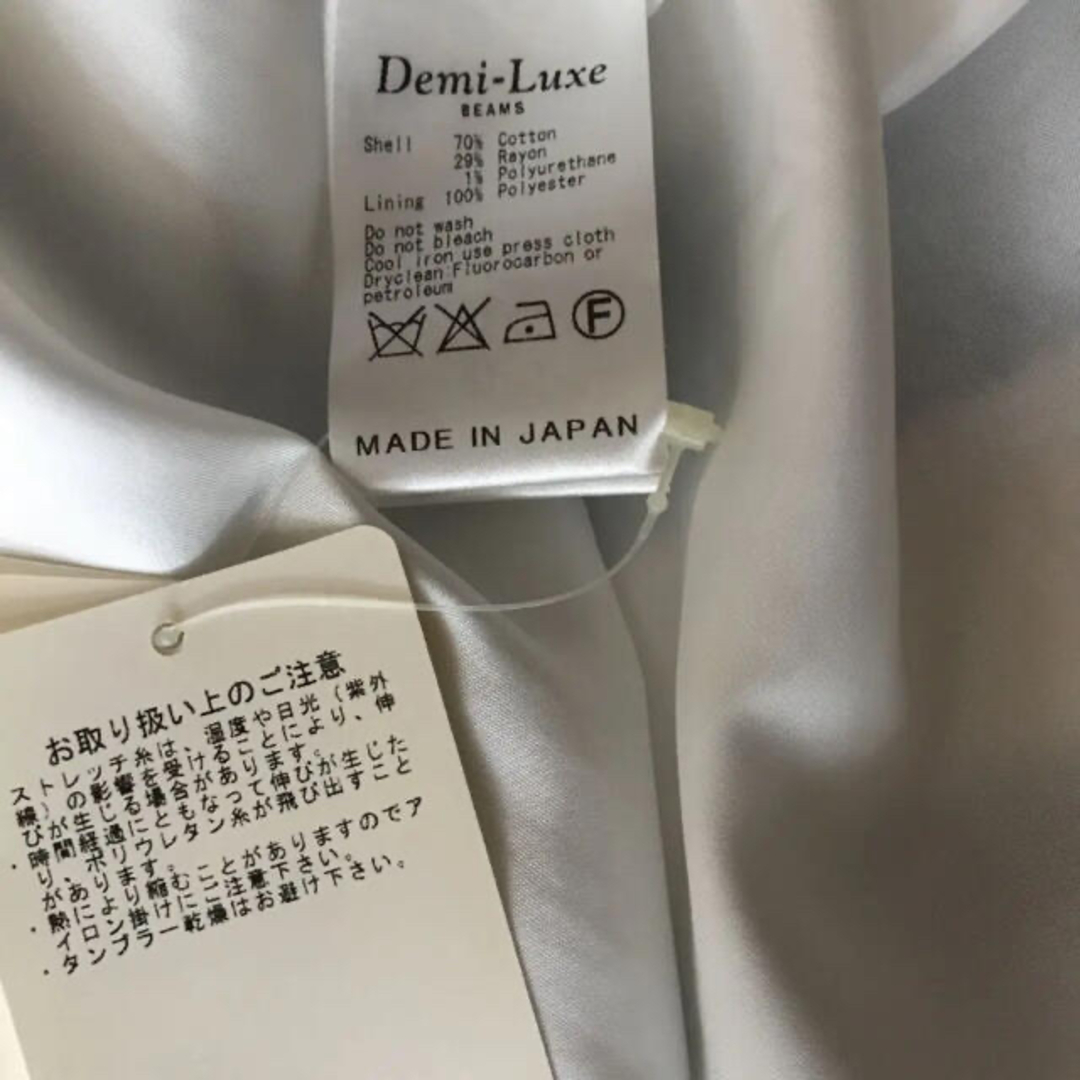 Demi-Luxe
BEAMS
Shell 70% Cotton
29% Rayon
1% Polyurethane
Lining 100% Polyester
Do not wash
Do not bleach
Cool iron use press cloth
Dryclean Fluorocarbon or
petroleum
F
MADE IN JAPAN
お取り扱い上のご注意
ストレッチ糸は、湿度や日光（紫外
線）の影響を受けることにより、伸
びが生じる場合があります。
・時間経過にともなって伸びが生じた
り、ポリウレタン糸が飛び出すこと
があります。
・熱により縮むことがありますのでア
イロン掛けにご注意下さい。
・タンブラー乾燥はお避け下さい。